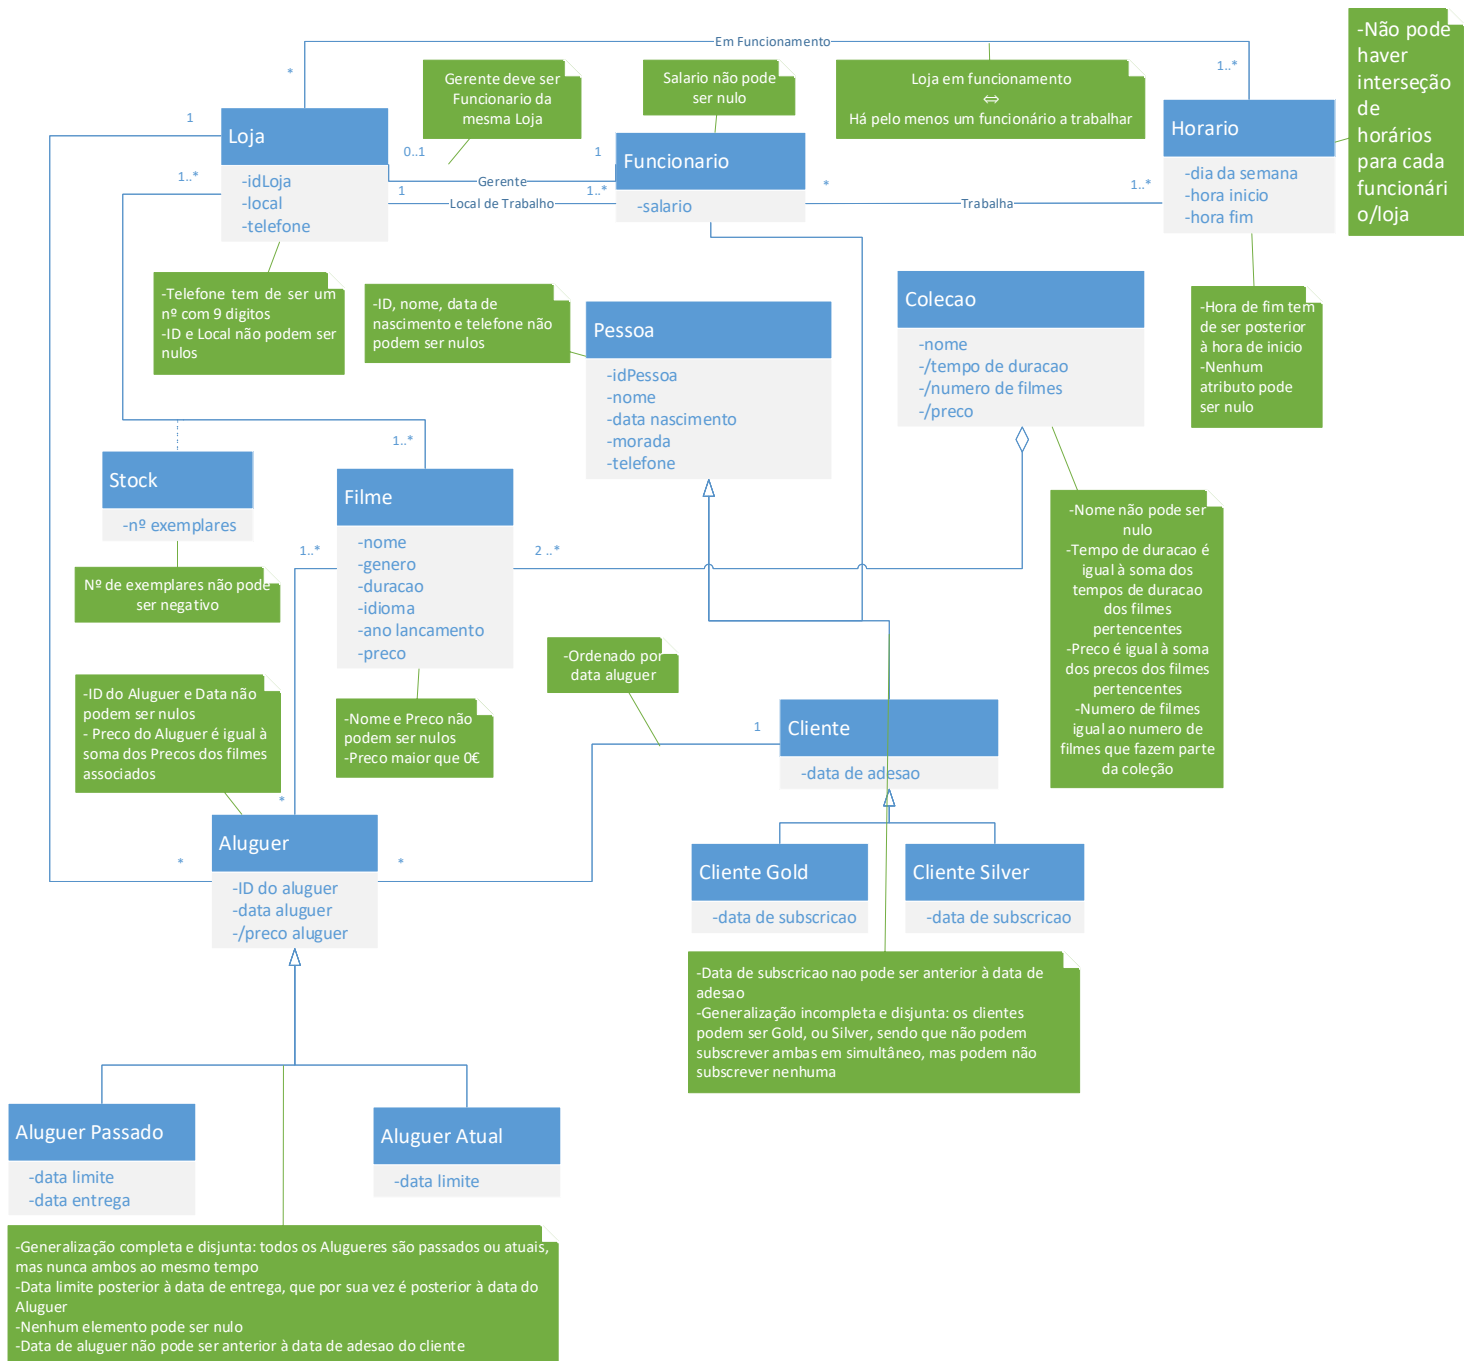 Em Funcionamento
*
1..*
-Não pode
haver
interseção
de
horários
para cada
funcionári
o/loja
Gerente deve ser
Funcionario da
mesma Loja
Salario não pode
ser nulo
Loja em funcionamento
⇔
Há pelo menos um funcionário a trabalhar
1
Loja
-idLoja
-local
-telefone
0..1
1
Gerente
1
1..*
Local de Trabalho
1..*
Funcionario
-salario
*
1..*
Trabalha
Horario
-dia da semana
-hora inicio
-hora fim
-Telefone tem de ser um
nº com 9 digitos
-ID e Local não podem ser
nulos
-ID, nome, data de
nascimento e telefone não
podem ser nulos
Pessoa
-idPessoa
-nome
-data nascimento
-morada
-telefone
Colecao
-nome
-/tempo de duracao
-/numero de filmes
-/preco
-Hora de fim tem
de ser posterior
à hora de inicio
-Nenhum
atributo pode
ser nulo
1..*
Stock
-nº exemplares
Nº de exemplares não pode
ser negativo
Filme
-nome
-genero
-duracao
-idioma
-ano lancamento
-preco
1..*
2 ..*
-Nome não pode ser
nulo
-Tempo de duracao é
igual à soma dos
tempos de duracao
dos filmes
pertencentes
-Preco é igual à soma
dos precos dos filmes
pertencentes
-Numero de filmes
igual ao numero de
filmes que fazem parte
da coleção
-Ordenado por
data aluguer
-ID do Aluguer e Data não
podem ser nulos
- Preco do Aluguer é igual à
soma dos Precos dos filmes
associados
-Nome e Preco não
podem ser nulos
-Preco maior que 0€
1
Cliente
-data de adesao
*
*
*
Aluguer
-ID do aluguer
-data aluguer
-/preco aluguer
Cliente Gold
-data de subscricao
Cliente Silver
-data de subscricao
-Data de subscricao nao pode ser anterior à data de
adesao
-Generalização incompleta e disjunta: os clientes
podem ser Gold, ou Silver, sendo que não podem
subscrever ambas em simultâneo, mas podem não
subscrever nenhuma
Aluguer Passado
-data limite
-data entrega
Aluguer Atual
-data limite
-Generalização completa e disjunta: todos os Alugueres são passados ou atuais,
mas nunca ambos ao mesmo tempo
-Data limite posterior à data de entrega, que por sua vez é posterior à data do
Aluguer
-Nenhum elemento pode ser nulo
-Data de aluguer não pode ser anterior à data de adesao do cliente